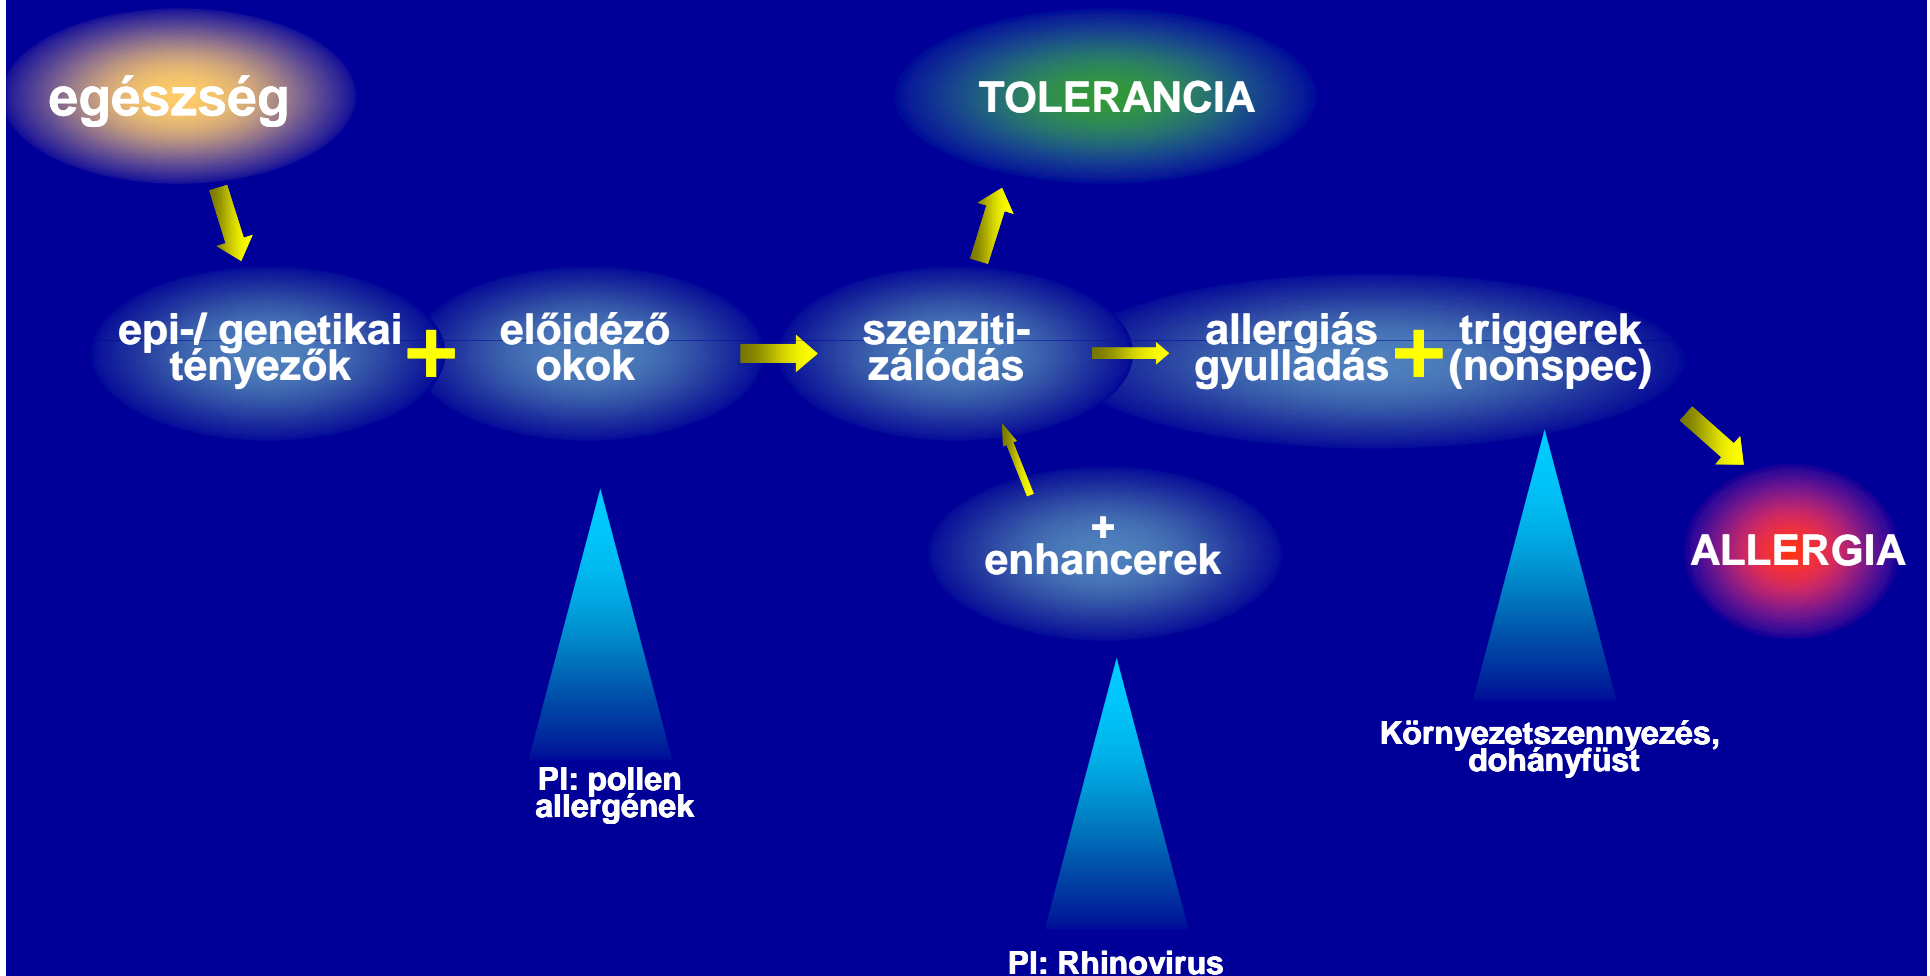 egészség
TOLERANCIA
epi-/ genetikai
tényezők
+
előidéző
okok
szenziti-
zálódás
allergiás
gyulladás
+
triggerek
(nonspec)
+
enhancerek
ALLERGIA
PI: pollen
allergének
Környezetszennyezés,
dohányfüst
PI: Rhinovirus